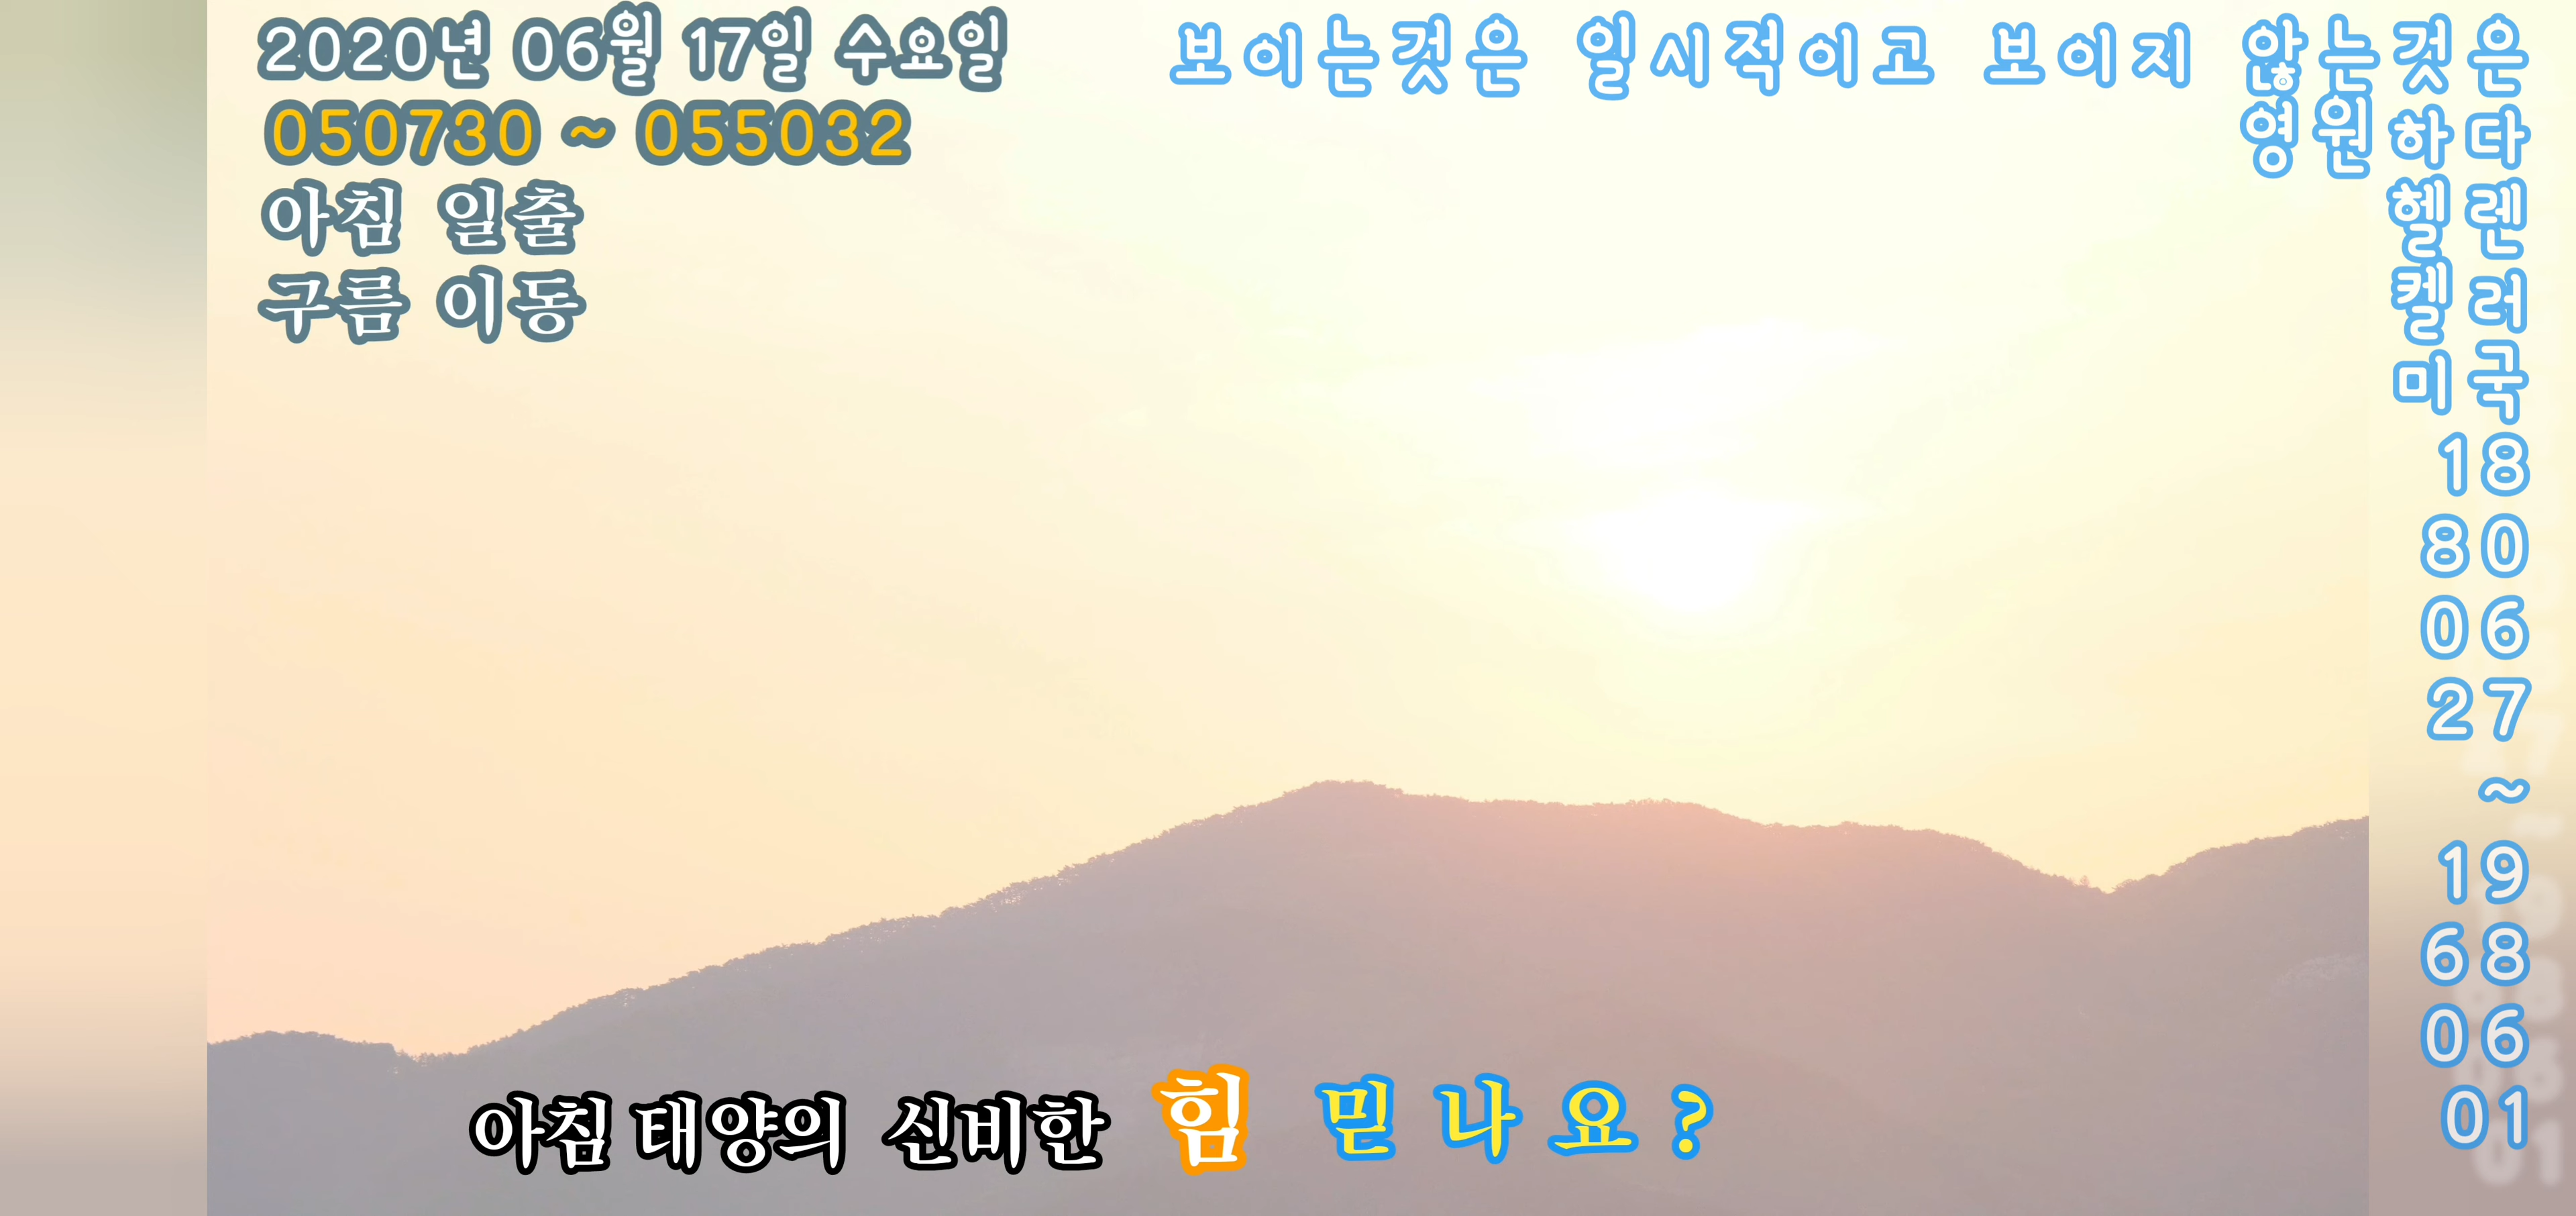 2020년 06월 17일 수요일
050730 ~ 055032
아침 일출
구름 이동
보이는것은 일시적이고 보이지 않는것은
영원하다
헬렌
켈러
미국
18
80
06
27
~
19
68
06
01
아침 태양의 신비한 힘 믿나요?